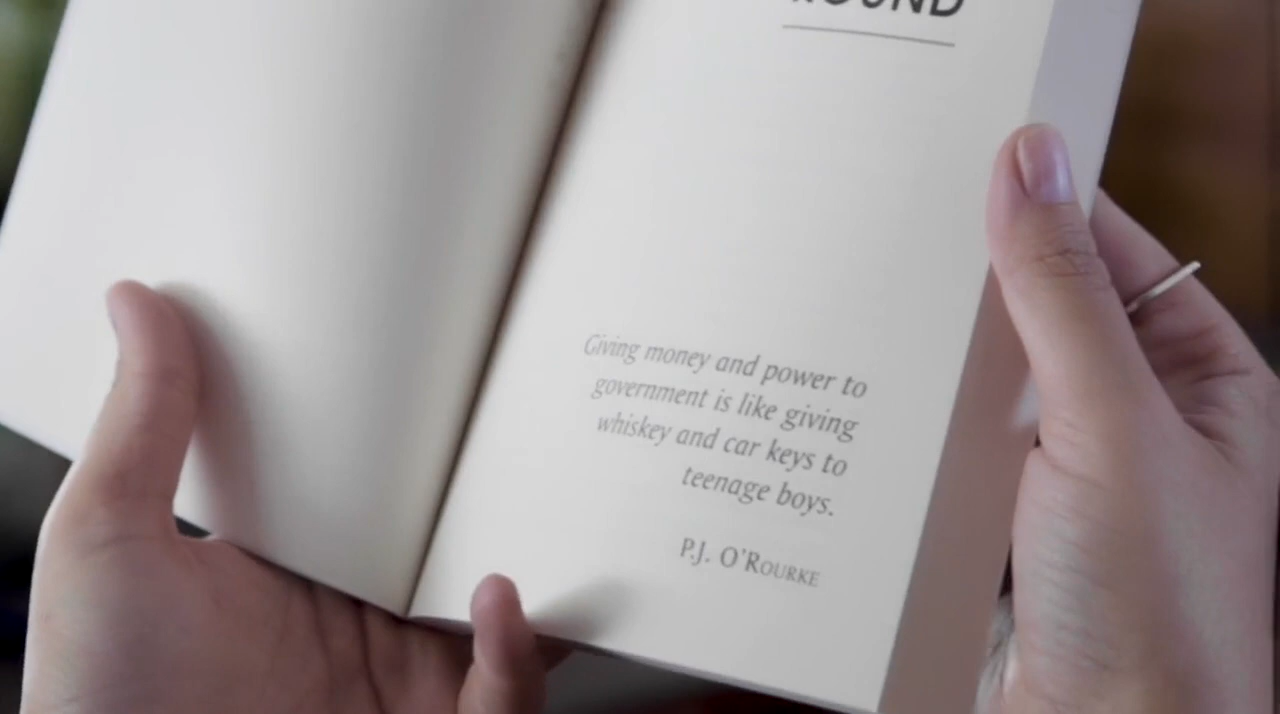 Giving money and power to
government is like giving
whiskey and car keys to
teenage boys.
P.J. O'ROURKE